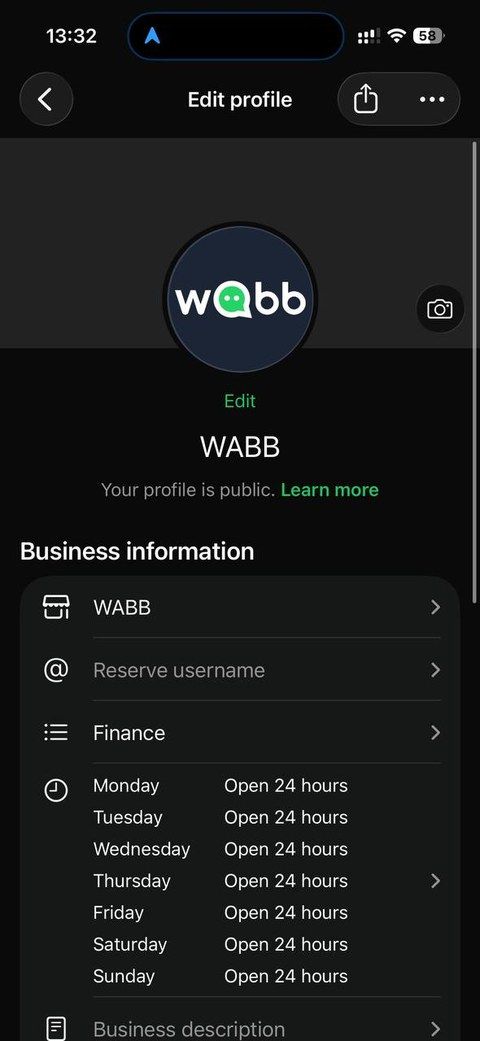 13:32
58
Edit profile
wabb
Edit
WABB
Your profile is public. Learn more
Business information
WABB
@ Reserve username
Finance
Monday Open 24 hours
Tuesday Open 24 hours
Wednesday Open 24 hours
Thursday Open 24 hours
Friday Open 24 hours
Saturday Open 24 hours
Sunday Open 24 hours
Business description